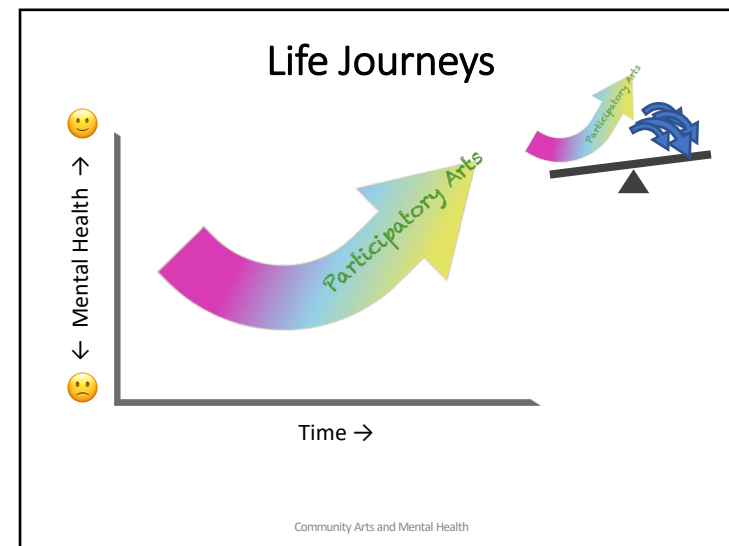 Life Journeys
Participatory Arts
← Mental Health →
Participatory Arts
Time →
Community Arts and Mental Health